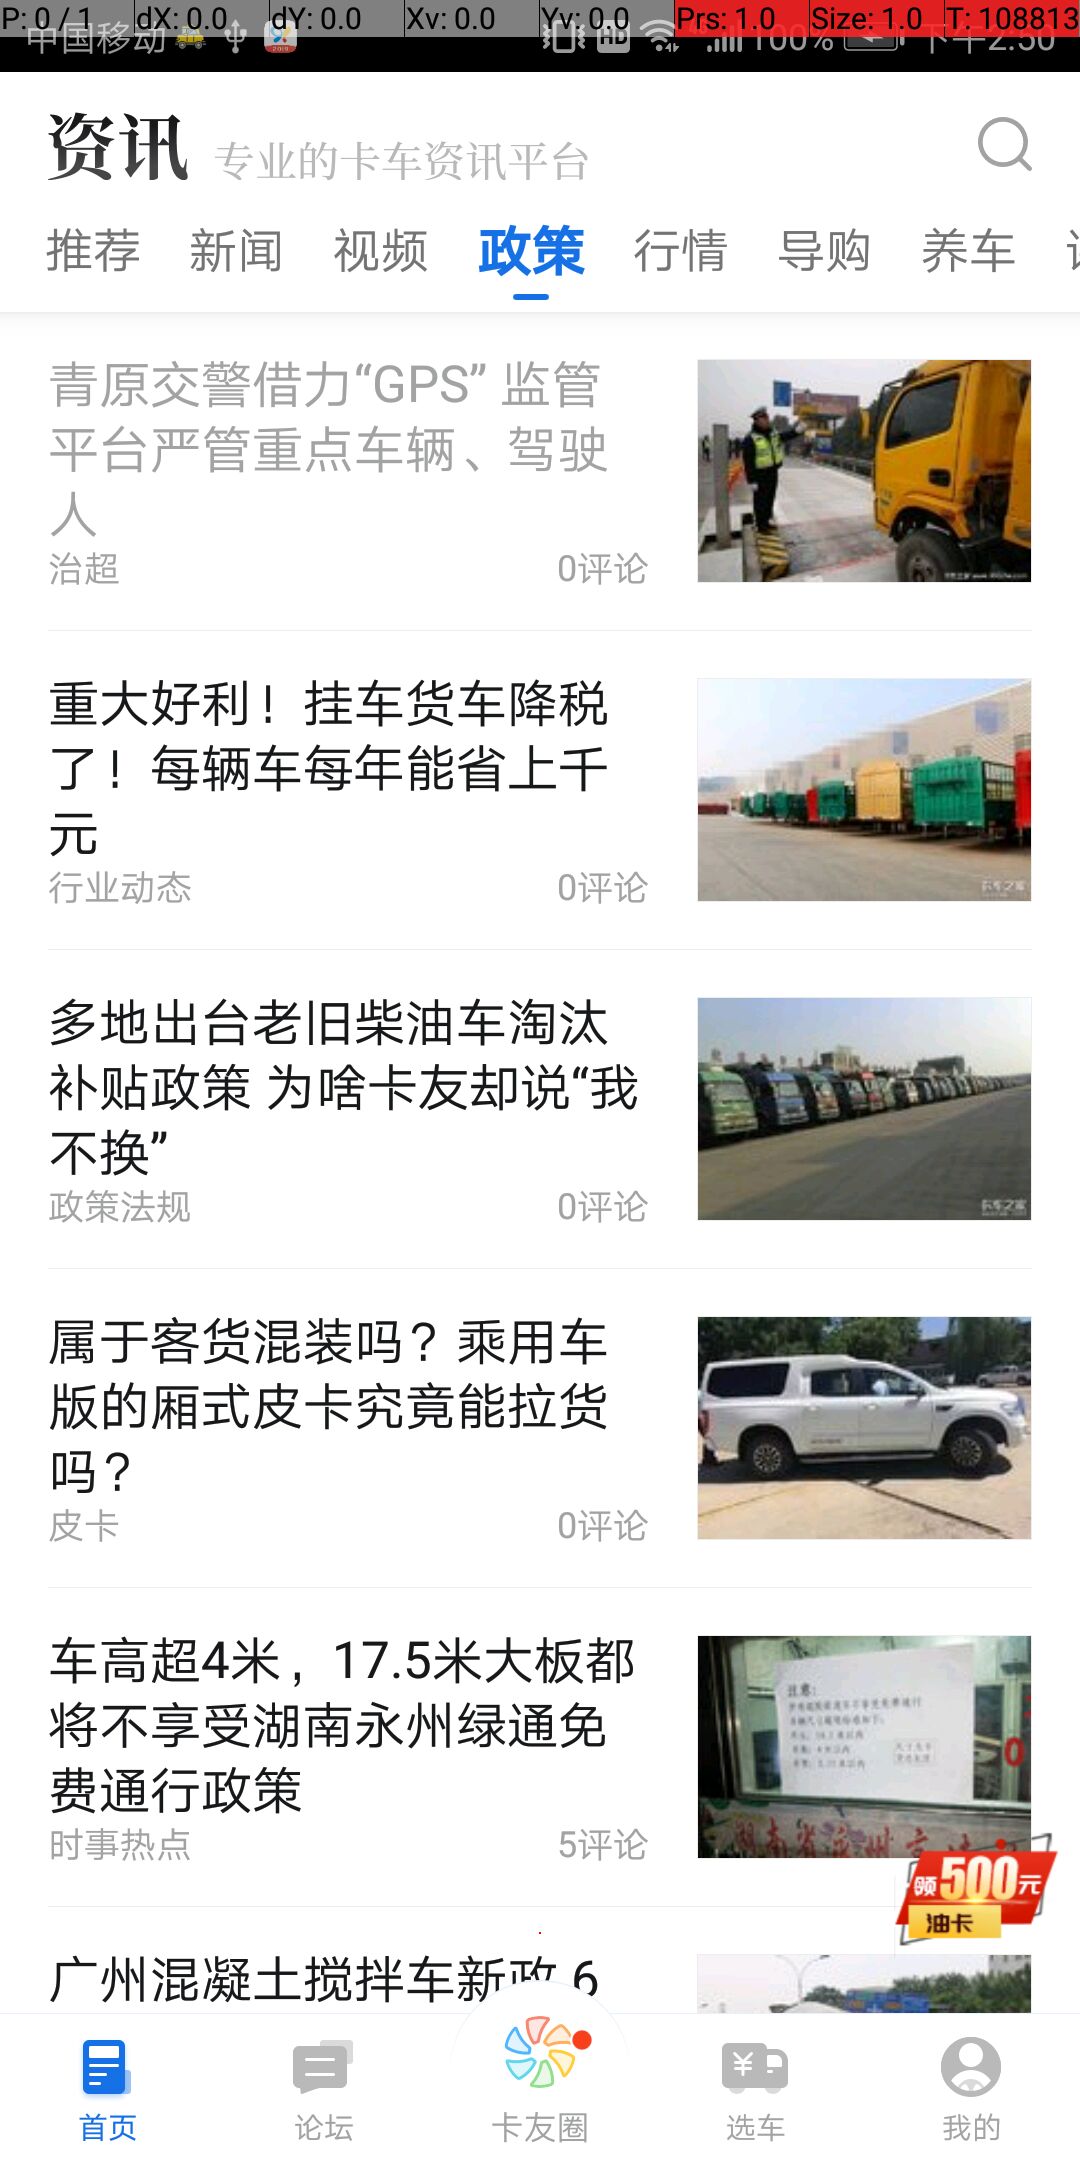 P: 0 / 1 dX: 0.0 dY: 0.0 Xv: 0.0 Yv: 0.0 Prs: 1.0 Size: 1.0 T: 108813
中国移动 HD 100% 下午2:50
资讯 专业的卡车资讯平台
推荐 新闻 视频 政策 行情 导购 养车
青原交警借力“GPS” 监管
平台严管重点车辆、驾驶
人
治超 0评论
重大好利！挂车货车降税
了！每辆车每年能省上千
元
行业动态 0评论
卡车之家
多地出台老旧柴油车淘汰
补贴政策 为啥卡友却说“我
不换”
政策法规 0评论
卡车之家
属于客货混装吗？乘用车
版的厢式皮卡究竟能拉货
吗？
皮卡 0评论
车高超4米，17.5米大板都
将不享受湖南永州绿通免
费通行政策
时事热点 5评论
注意:
领500元
油卡
广州混凝土搅拌车新政 6
首页 论坛 卡友圈 选车 我的